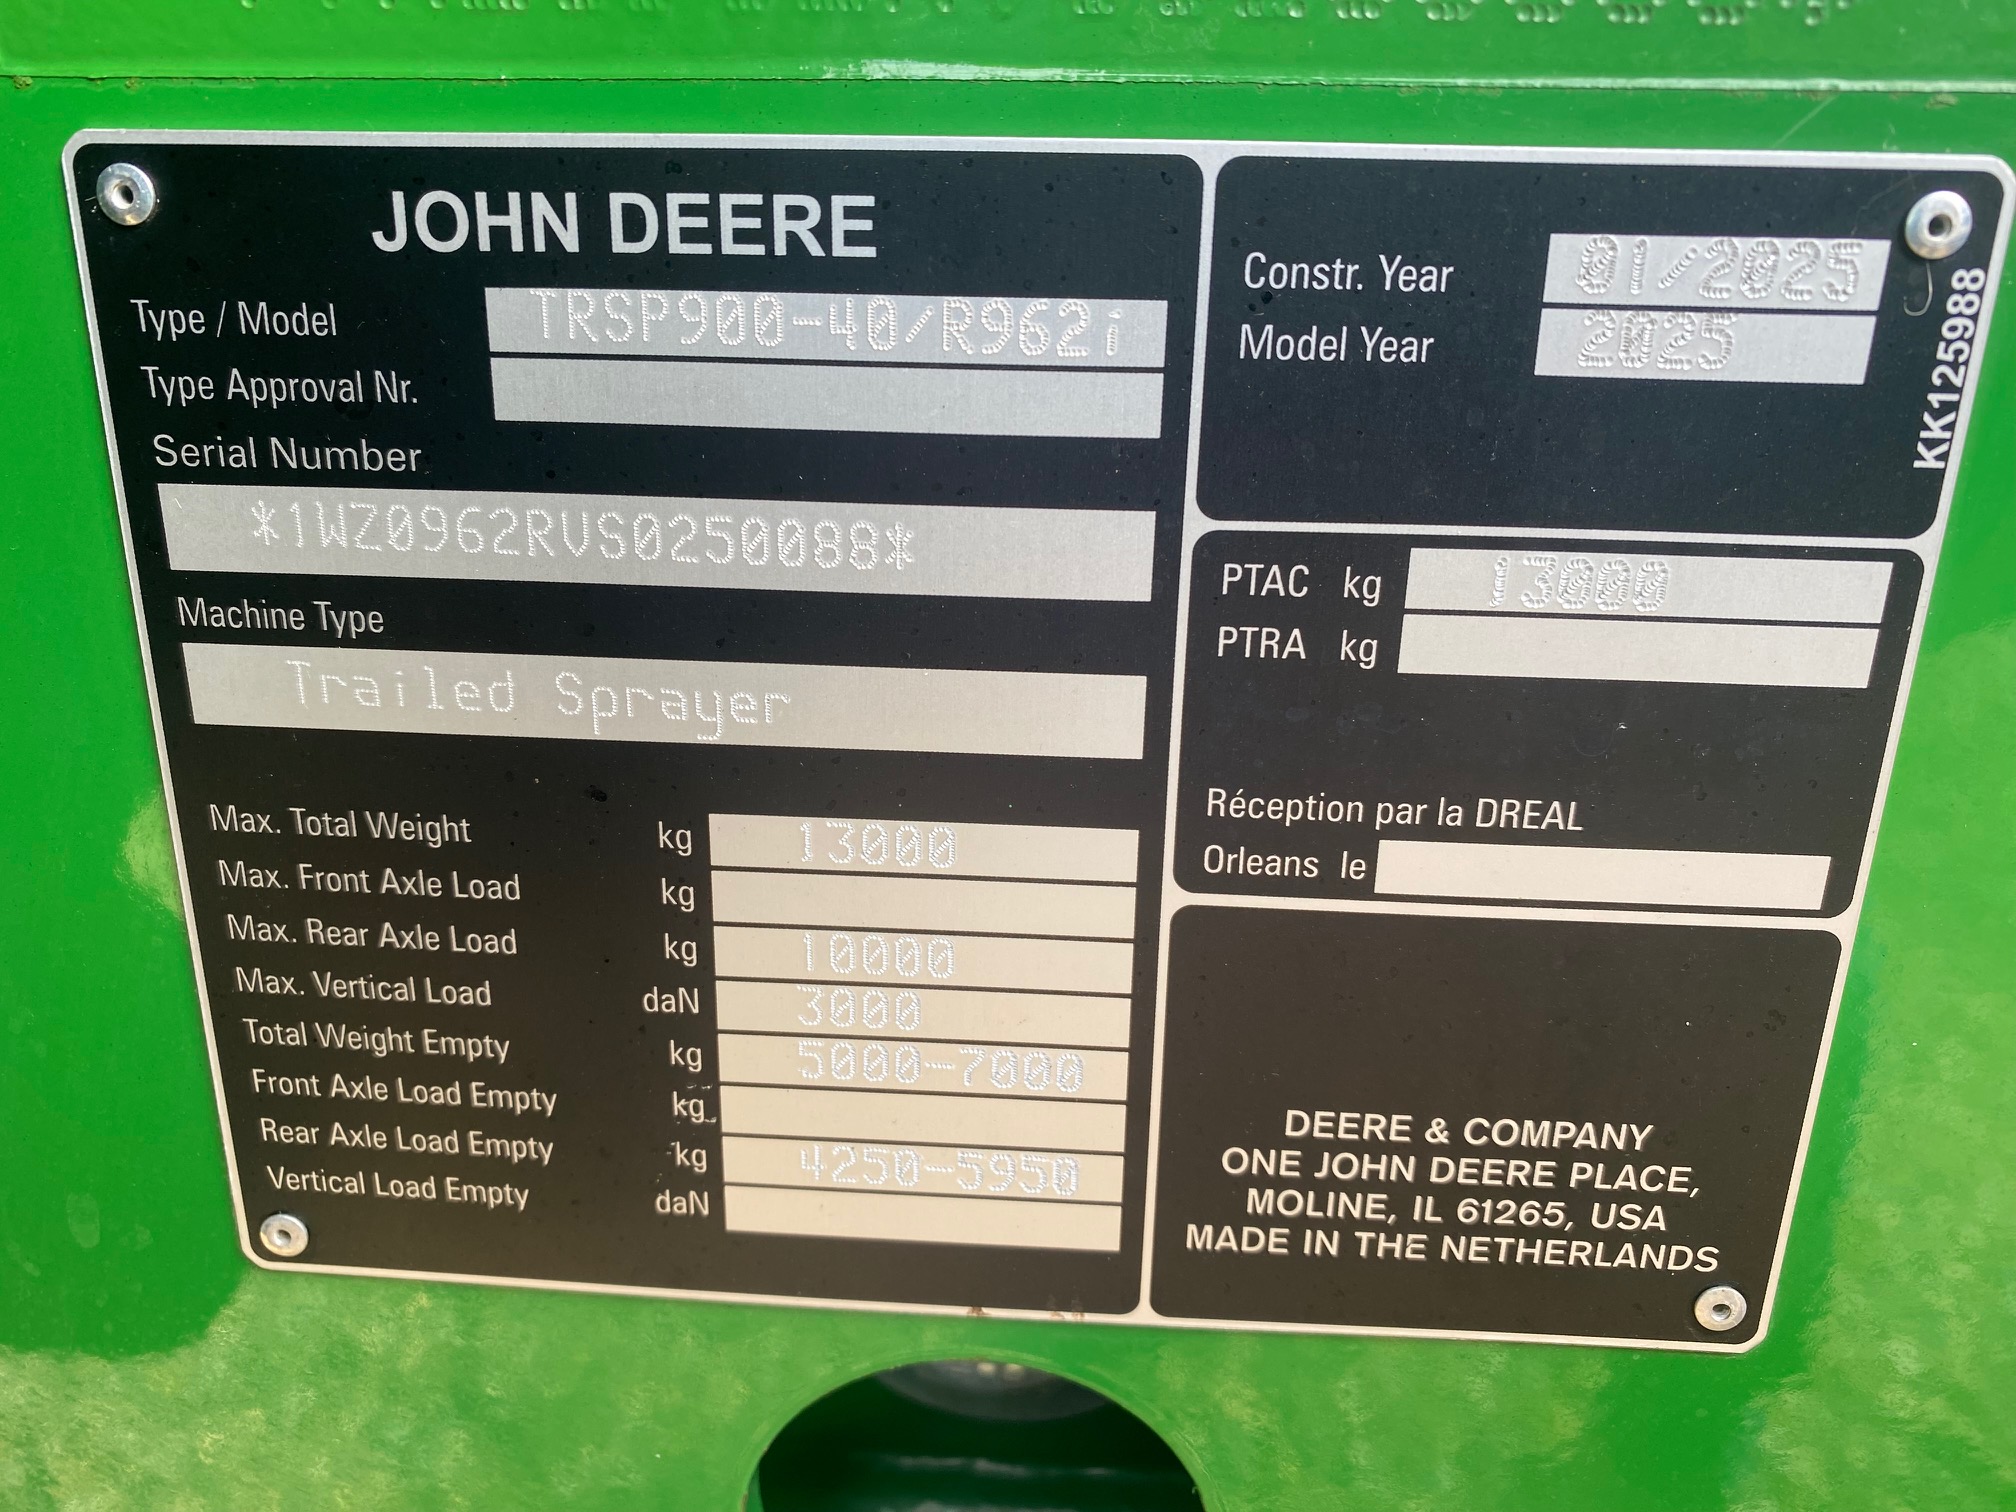 JOHN DEERE
Type / Model TRSP900-40/R962i
Type Approval Nr.
Serial Number
*1WZ0962RVS0250088*
Machine Type
Trailed Sprayer
Max. Total Weight kg 13000
Max. Front Axle Load kg
Max. Rear Axle Load kg 10000
Max. Vertical Load daN 3000
Total Weight Empty kg 5000-7000
Front Axle Load Empty kg
Rear Axle Load Empty kg 4250-5950
Vertical Load Empty daN
Constr. Year 01/2025
Model Year 2025
KK125988
PTAC kg 13000
PTRA kg
Réception par la DREAL
Orleans le
DEERE & COMPANY
ONE JOHN DEERE PLACE,
MOLINE, IL 61265, USA
MADE IN THE NETHERLANDS